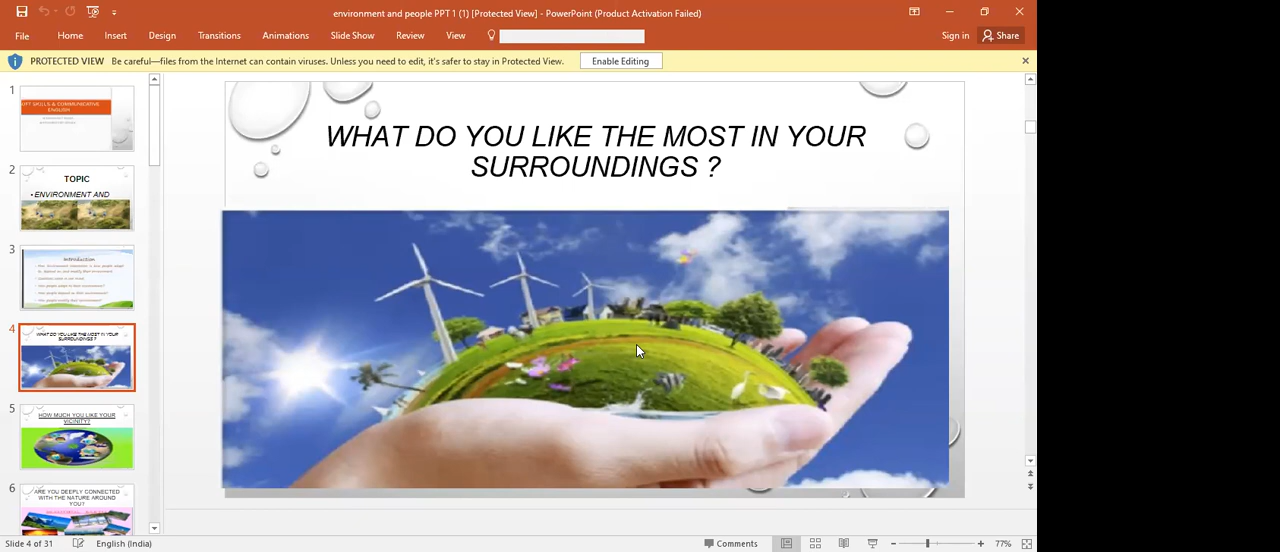 environment and people PPT 1 (1) [Protected View] - PowerPoint (Product Activation Failed)
File Home Insert Design Transitions Animations Slide Show Review View Sign in Share
PROTECTED VIEW Be careful—files from the Internet can contain viruses. Unless you need to edit, it's safer to stay in Protected View. Enable Editing
1
SKILLS & COMMUNICATIVE
ENGLISH
2
TOPIC
• ENVIRONMENT AND
3
Introduction
4
WHAT DO YOU LIKE THE MOST IN YOUR
SURROUNDINGS ?
5
HOW MUCH YOU LIKE YOUR
VICINITY?
6
ARE YOU DEEPLY CONNECTED
WITH THE NATURE AROUND
YOU?
WHAT DO YOU LIKE THE MOST IN YOUR
SURROUNDINGS ?
Slide 4 of 31 English (India) Comments 77%